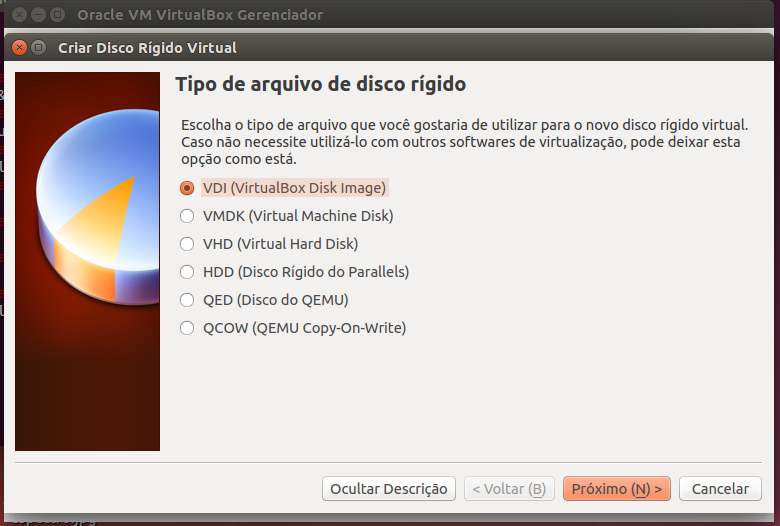 Oracle VM VirtualBox Gerenciador
Criar Disco Rígido Virtual
Tipo de arquivo de disco rígido
Escolha o tipo de arquivo que você gostaria de utilizar para o novo disco rígido virtual.
Caso não necessite utilizá-lo com outros softwares de virtualização, pode deixar esta
opção como está.
VDI (VirtualBox Disk Image)
VMDK (Virtual Machine Disk)
VHD (Virtual Hard Disk)
HDD (Disco Rígido do Parallels)
QED (Disco do QEMU)
QCOW (QEMU Copy-On-Write)
Ocultar Descrição
< Voltar (B)
Próximo (N) >
Cancelar